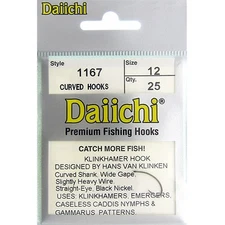 Daiichi
Style
Size
1167
12
CURVED HOOKS
Qty.
25
Daiichi®
Premium Fishing Hooks
CATCH MORE FISH!
KLINKHAMER HOOK
DESIGNED BY HANS VAN KLINKEN
Curved Shank, Wide Gape,
Slightly Heavy Wire,
Straight-Eye, Black Nickel.
USES: KLINKHAMERS, EMERGERS,
CASELESS CADDIS NYMPHS &
GAMMARUS, PATTERNS.